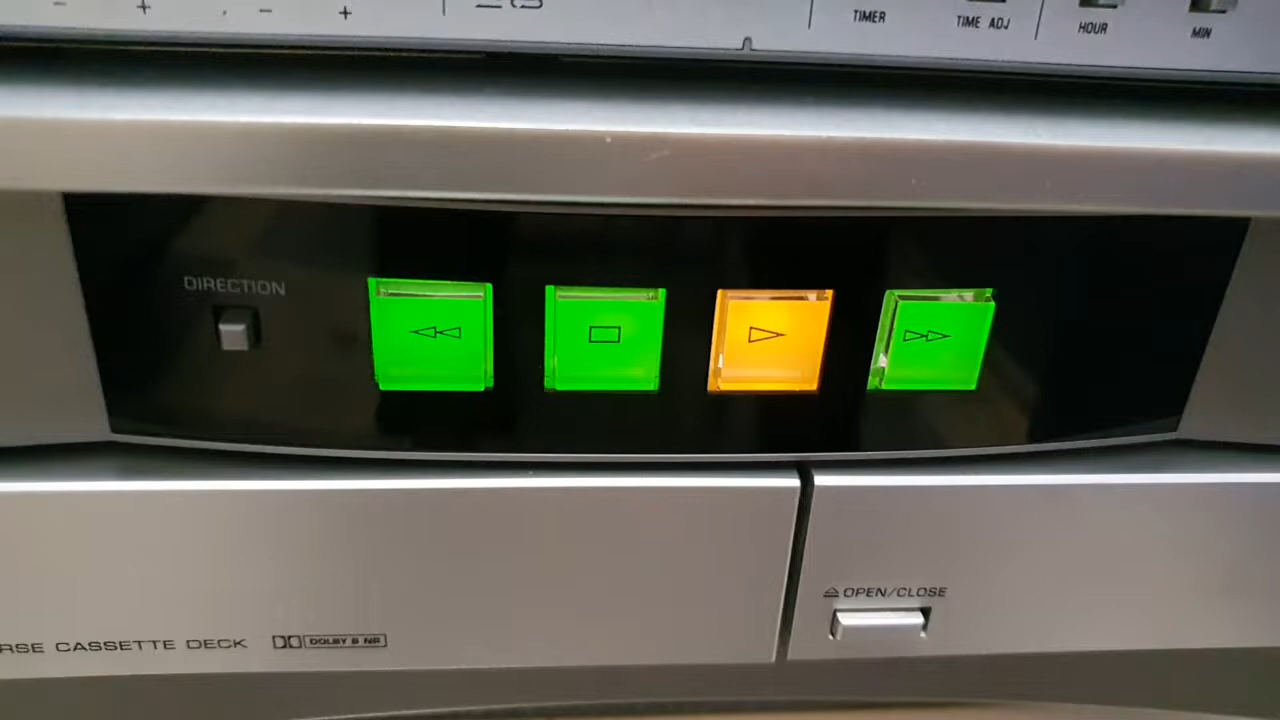 TIMER TIME ADJ HOUR MIN
DIRECTION
OPEN/CLOSE
RSE CASSETTE DECK DOLBY B NR